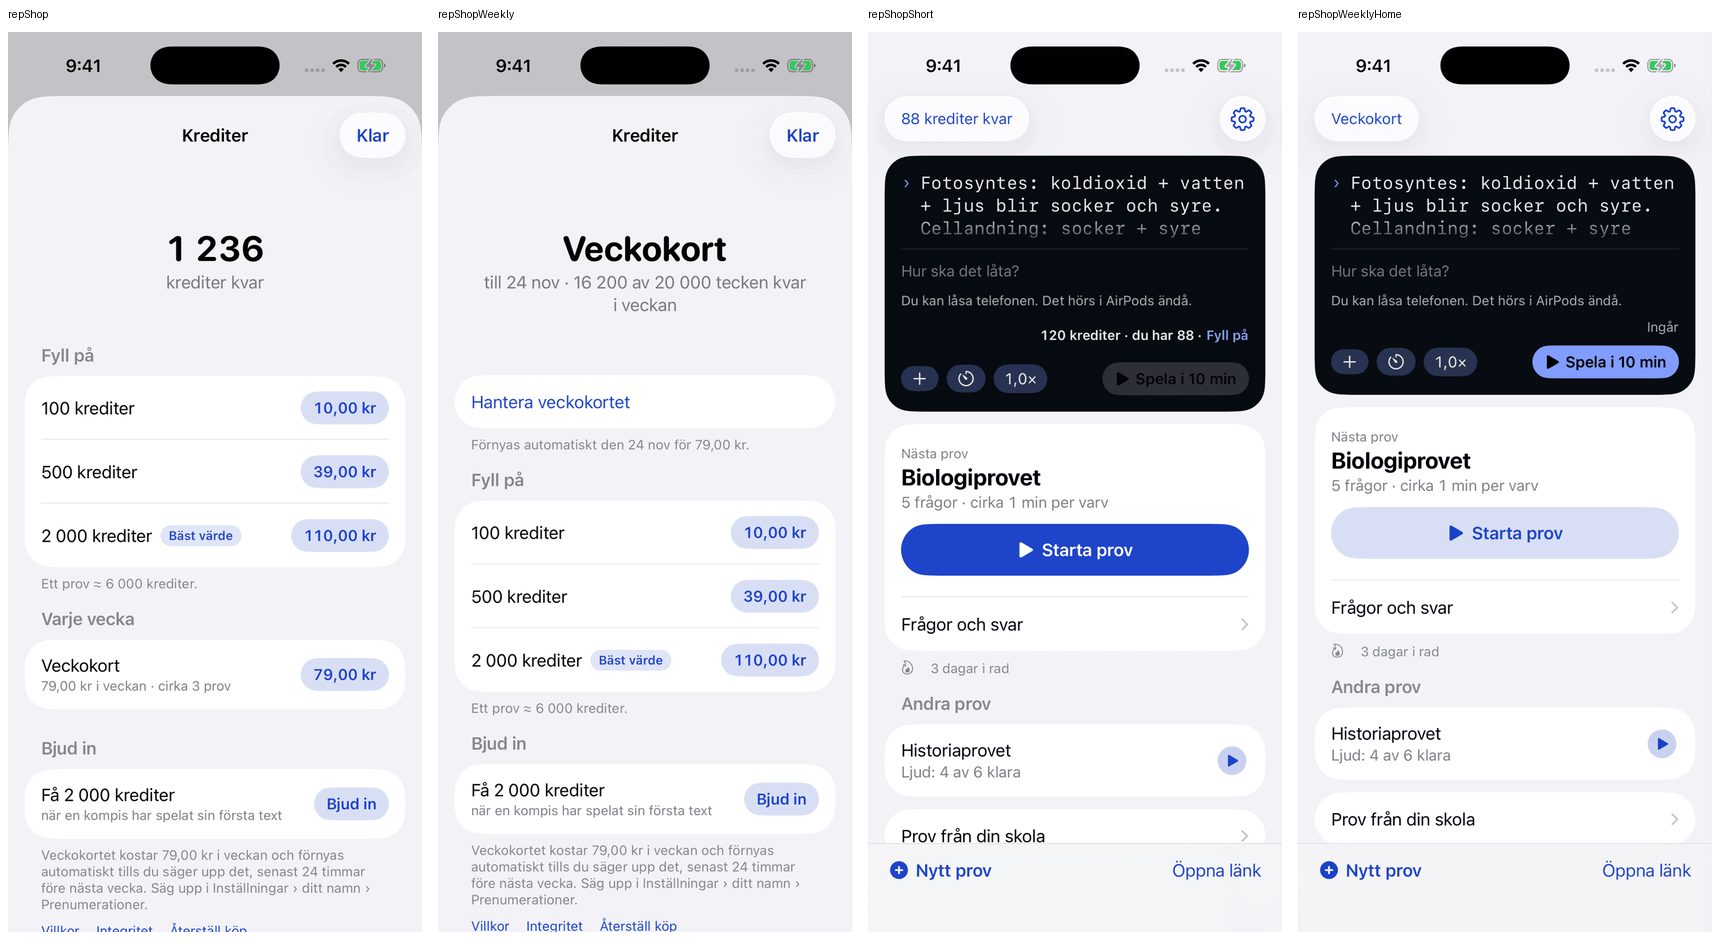 repShop
9:41
Krediter
Klar
1 236
krediter kvar
Fyll på
100 krediter
10,00 kr
500 krediter
39,00 kr
2 000 krediter
Bäst värde
110,00 kr
Ett prov ≈ 6 000 krediter.
Varje vecka
Veckokort
79,00 kr i veckan · cirka 3 prov
79,00 kr
Bjud in
Få 2 000 krediter
när en kompis har spelat sin första text
Bjud in
Veckokortet kostar 79,00 kr i veckan och förnyas
automatiskt tills du säger upp det, senast 24 timmar
före nästa vecka. Säg upp i Inställningar › ditt namn ›
Prenumerationer.
Villkor Integritet Återställ köp
repShopWeekly
9:41
Krediter
Klar
Veckokort
till 24 nov · 16 200 av 20 000 tecken kvar
i veckan
Hantera veckokortet
Förnyas automatiskt den 24 nov för 79,00 kr.
Fyll på
100 krediter
10,00 kr
500 krediter
39,00 kr
2 000 krediter
Bäst värde
110,00 kr
Ett prov ≈ 6 000 krediter.
Bjud in
Få 2 000 krediter
när en kompis har spelat sin första text
Bjud in
Veckokortet kostar 79,00 kr i veckan och förnyas
automatiskt tills du säger upp det, senast 24 timmar
före nästa vecka. Säg upp i Inställningar › ditt namn ›
Prenumerationer.
Villkor Integritet Återställ köp
repShopShort
9:41
88 krediter kvar
› Fotosyntes: koldioxid + vatten
+ ljus blir socker och syre.
Cellandning: socker + syre
Hur ska det låta?
Du kan låsa telefonen. Det hörs i AirPods ändå.
120 krediter · du har 88 · Fyll på
1,0×
Spela i 10 min
Nästa prov
Biologiprovet
5 frågor · cirka 1 min per varv
Starta prov
Frågor och svar
3 dagar i rad
Andra prov
Historiaprovet
Ljud: 4 av 6 klara
Prov från din skola
Nytt prov
Öppna länk
repShopWeeklyHome
9:41
Veckokort
› Fotosyntes: koldioxid + vatten
+ ljus blir socker och syre.
Cellandning: socker + syre
Hur ska det låta?
Du kan låsa telefonen. Det hörs i AirPods ändå.
Ingår
1,0×
Spela i 10 min
Nästa prov
Biologiprovet
5 frågor · cirka 1 min per varv
Starta prov
Frågor och svar
3 dagar i rad
Andra prov
Historiaprovet
Ljud: 4 av 6 klara
Prov från din skola
Nytt prov
Öppna länk